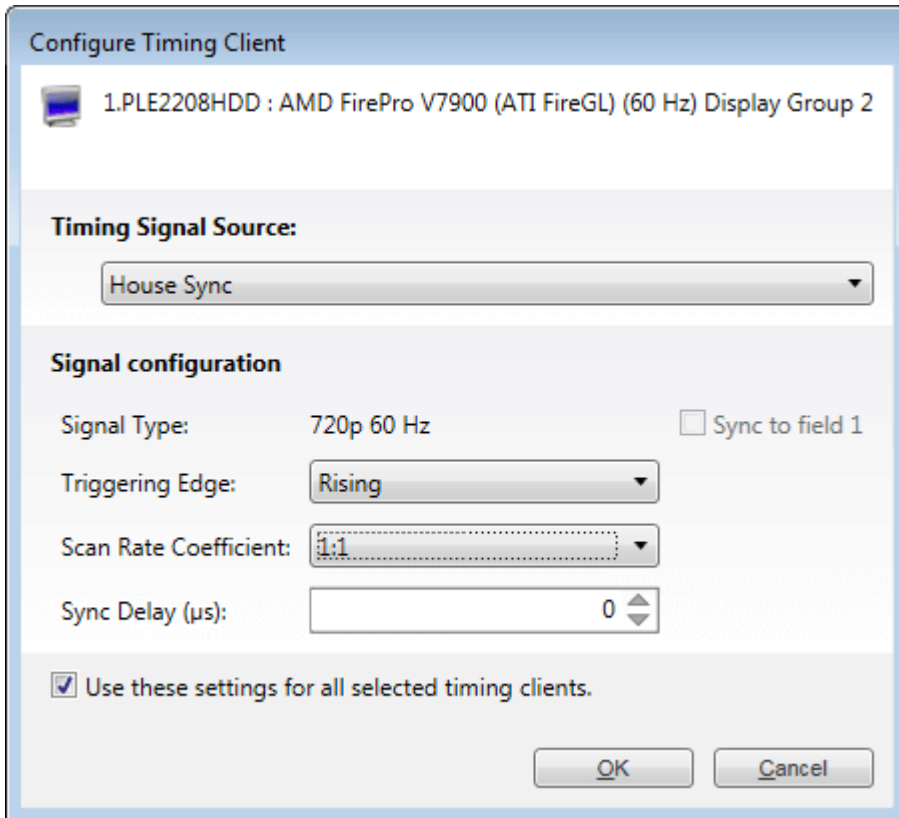 Configure Timing Client
1.PLE2208HDD : AMD FirePro V7900 (ATI FireGL) (60 Hz) Display Group 2
Timing Signal Source:
House Sync
Signal configuration
Signal Type: 720p 60 Hz Sync to field 1
Triggering Edge: Rising
Scan Rate Coefficient: 1:1
Sync Delay (µs): 0
Use these settings for all selected timing clients.
OK Cancel